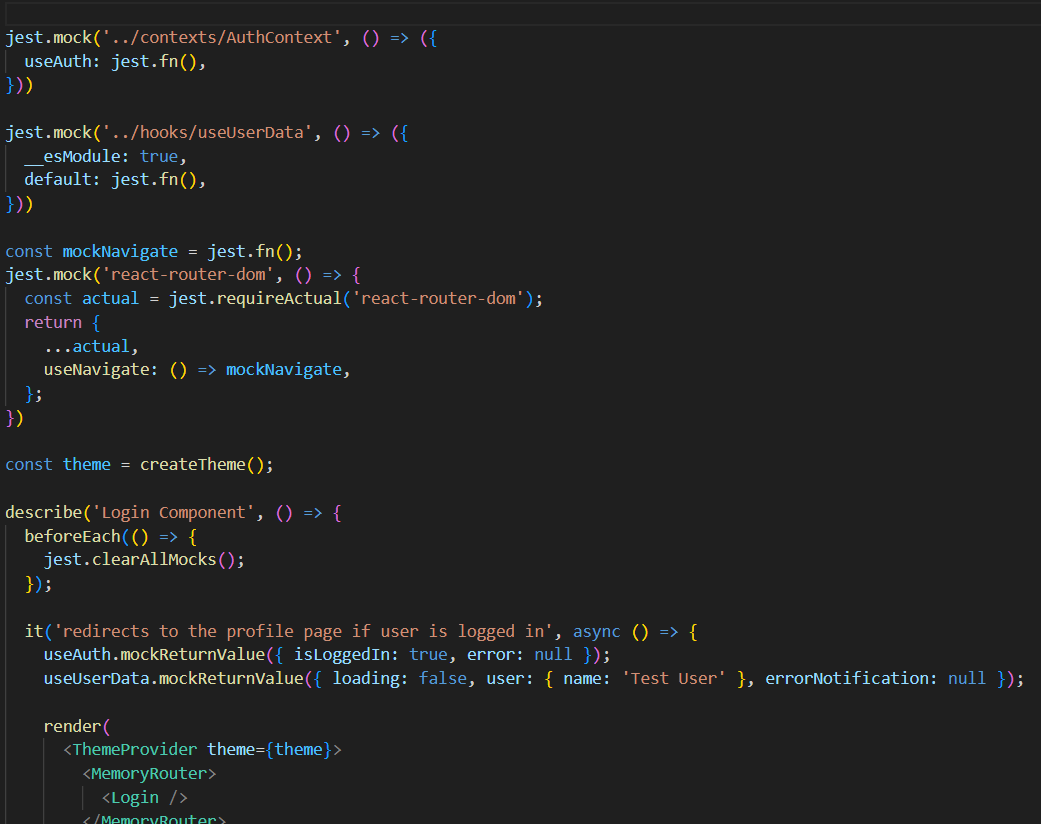 jest.mock('../contexts/AuthContext', () => ({
  useAuth: jest.fn(),
}))
jest.mock('../hooks/useUserData', () => ({
  __esModule: true,
  default: jest.fn(),
}))
const mockNavigate = jest.fn();
jest.mock('react-router-dom', () => {
  const actual = jest.requireActual('react-router-dom');
  return {
    ...actual,
    useNavigate: () => mockNavigate,
  };
})
const theme = createTheme();
describe('Login Component', () => {
  beforeEach(() => {
    jest.clearAllMocks();
  });
  it('redirects to the profile page if user is logged in', async () => {
    useAuth.mockReturnValue({ isLoggedIn: true, error: null });
    useUserData.mockReturnValue({ loading: false, user: { name: 'Test User' }, errorNotification: null });
    render(
      <ThemeProvider theme={theme}>
        <MemoryRouter>
          <Login />
        </MemoryRouter>